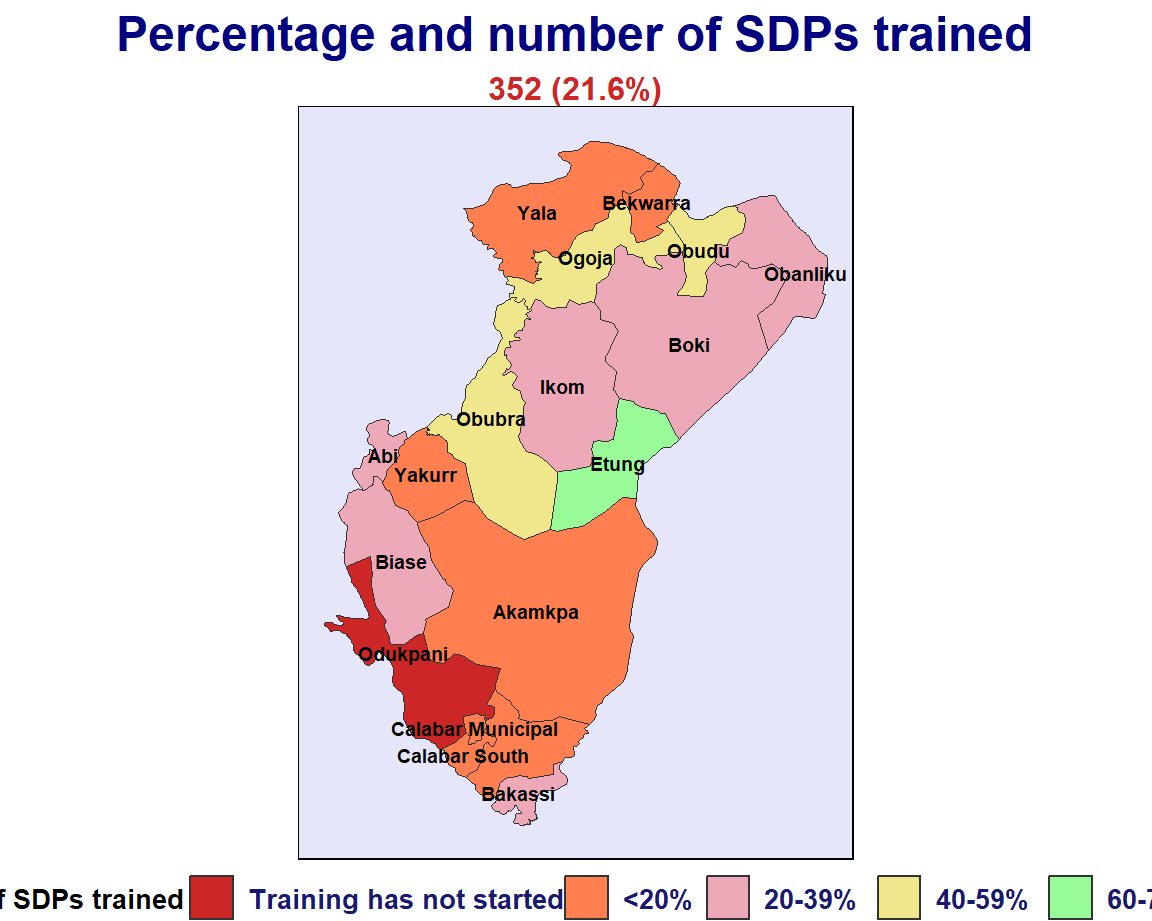 Percentage and number of SDPs trained
352 (21.6%)
Yala
Bekwarra
Ogoja
Obudu
Obanliku
Boki
Ikom
Obubra
Abi
Yakurr
Etung
Biase
Akamkpa
Odukpani
Calabar Municipal
Calabar South
Bakassi
f SDPs trained Training has not started <20% 20-39% 40-59% 60-7